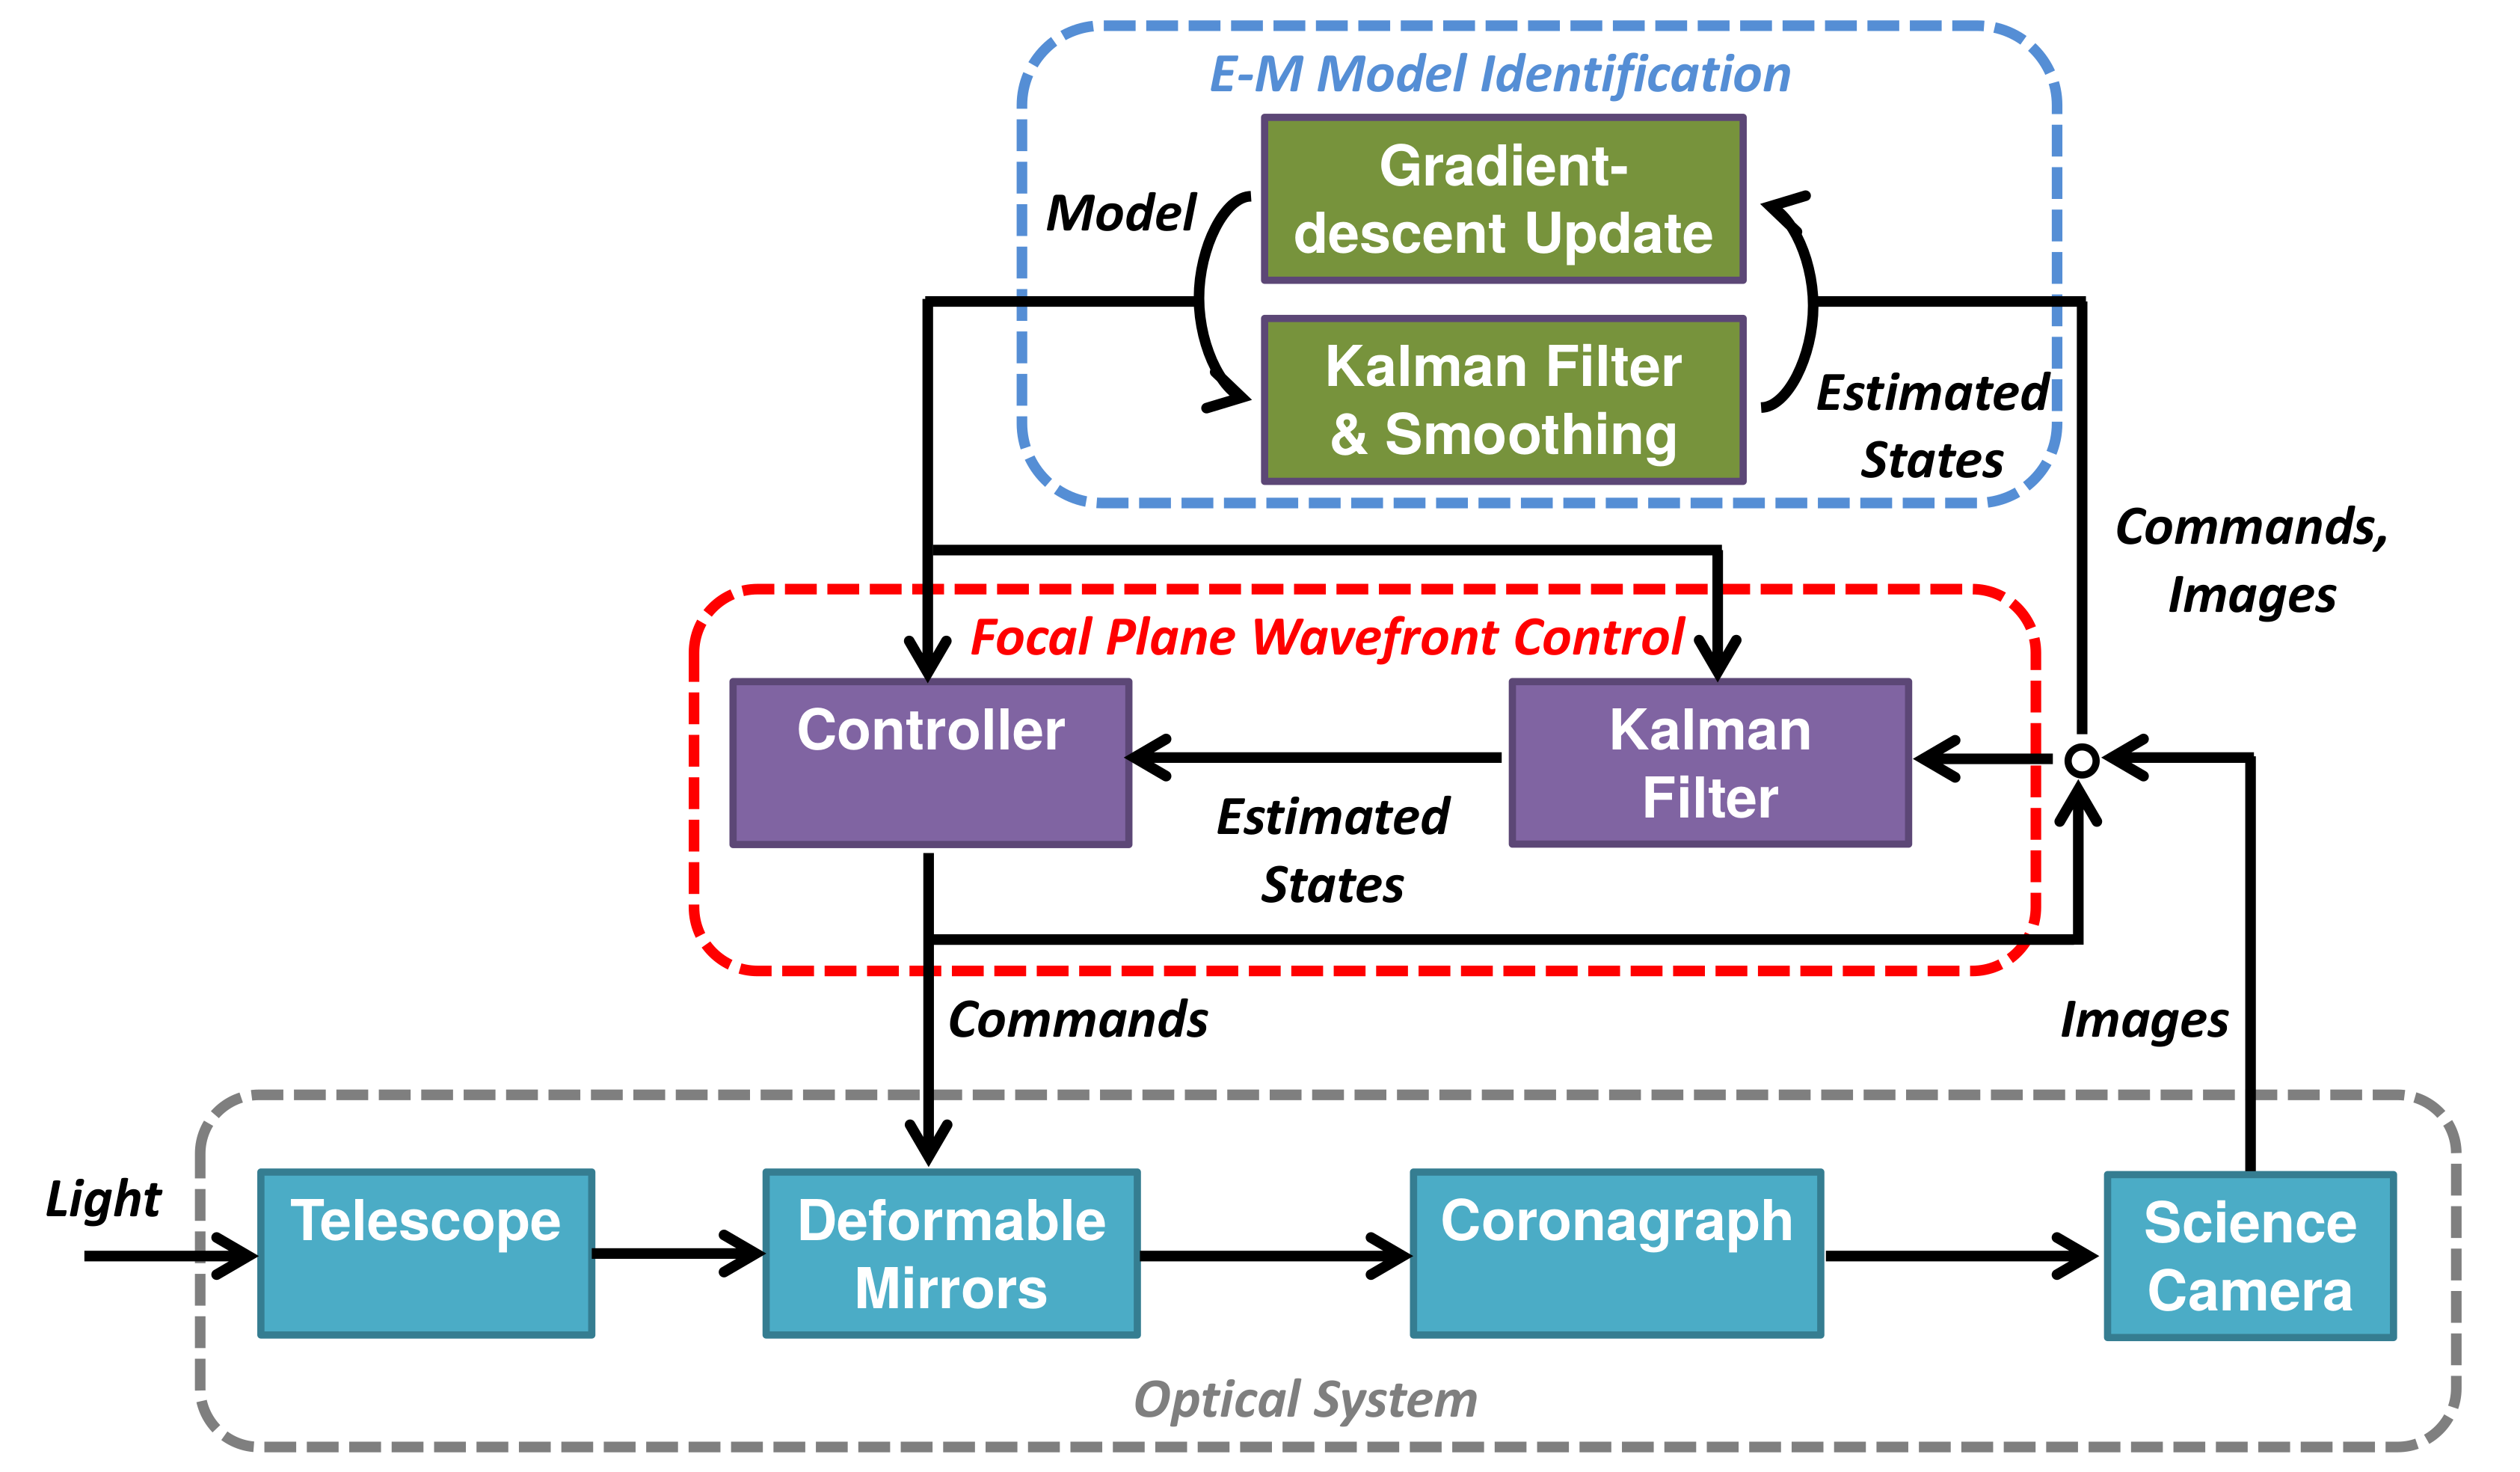 E-M Model Identification
Gradient-
descent Update
Model
Kalman Filter
& Smoothing
Estimated
States
Commands,
Images
Focal Plane Wavefront Control
Controller
Kalman
Filter
Estimated
States
Commands
Images
Light
Telescope
Deformable
Mirrors
Coronagraph
Science
Camera
Optical System